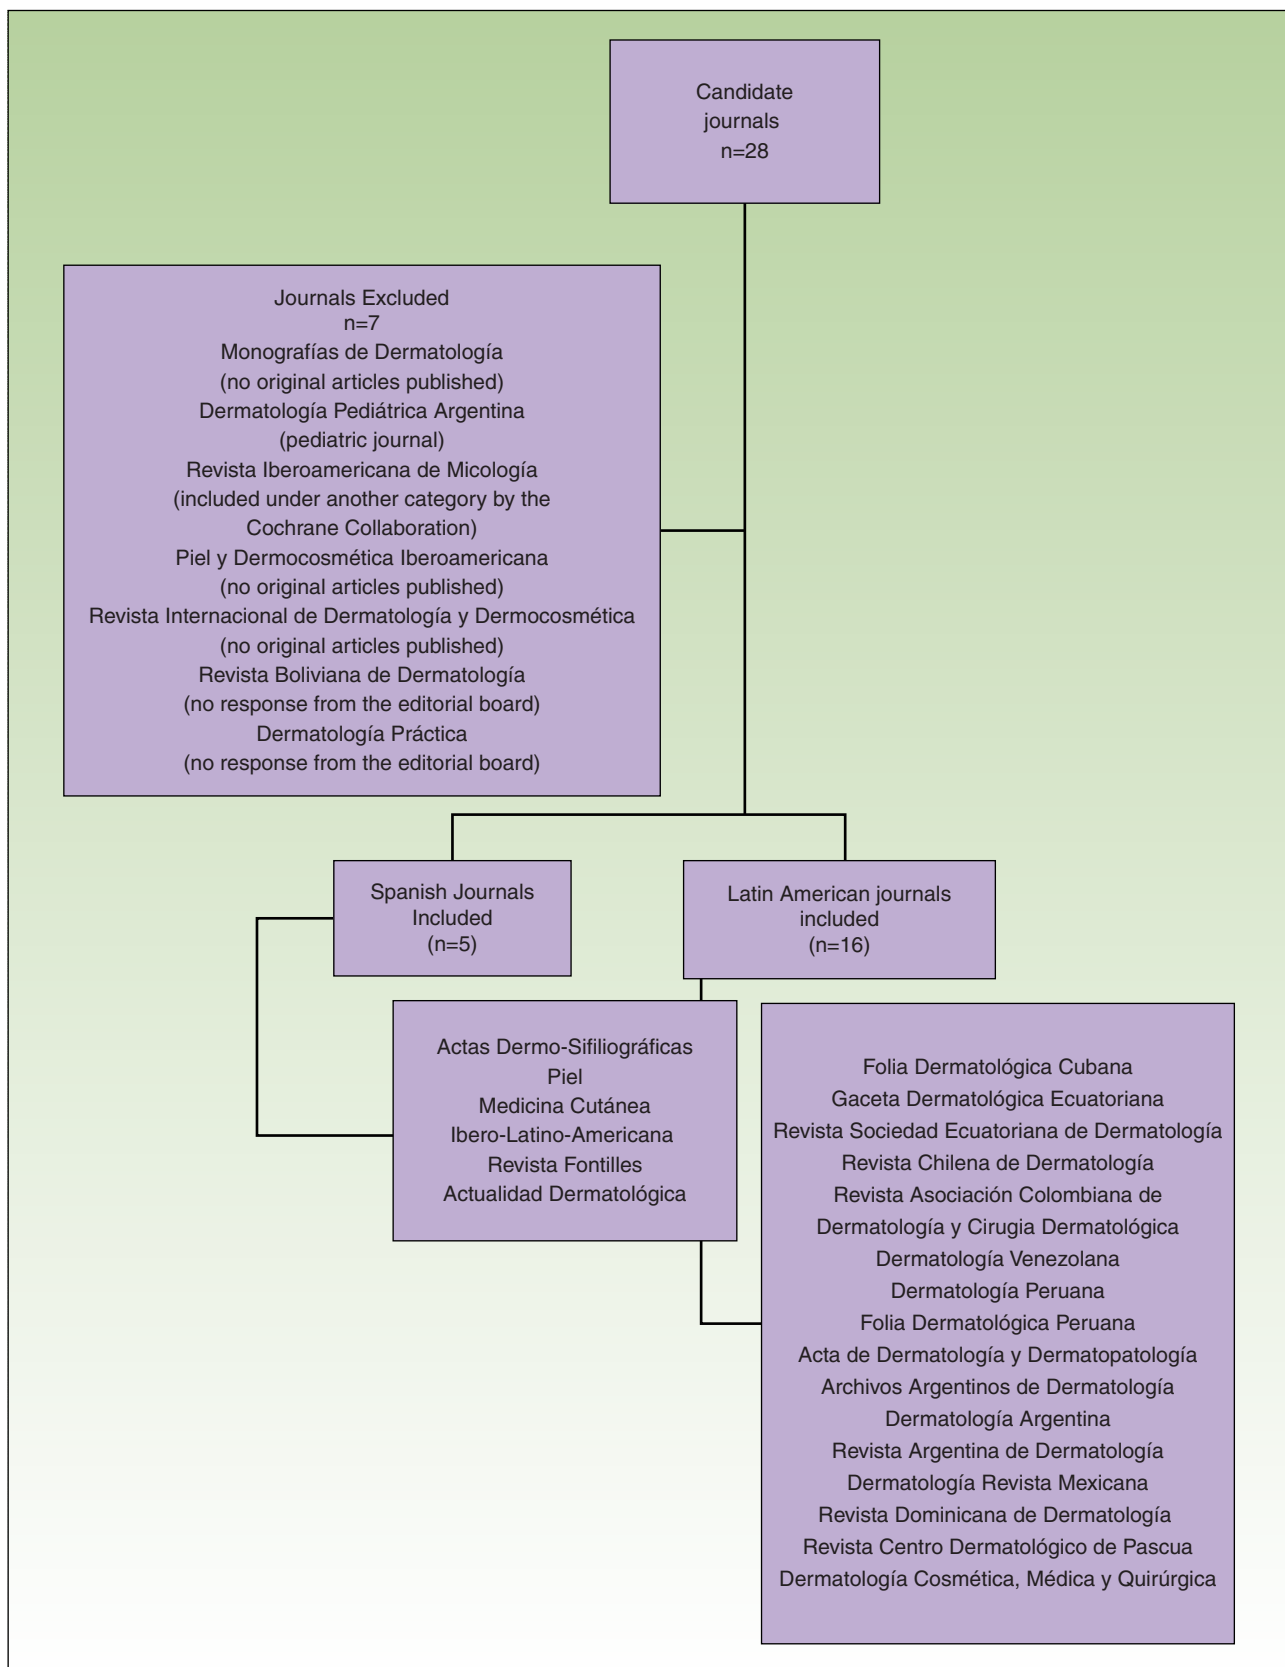 Candidate
journals
n=28
Journals Excluded
n=7
Monografías de Dermatología
(no original articles published)
Dermatología Pediátrica Argentina
(pediatric journal)
Revista Iberoamericana de Micología
(included under another category by the
Cochrane Collaboration)
Piel y Dermocosmética Iberoamericana
(no original articles published)
Revista Internacional de Dermatología y Dermocosmética
(no original articles published)
Revista Boliviana de Dermatología
(no response from the editorial board)
Dermatología Práctica
(no response from the editorial board)
Spanish Journals
Included
(n=5)
Latin American journals
included
(n=16)
Actas Dermo-Sifiliográficas
Piel
Medicina Cutánea
Ibero-Latino-Americana
Revista Fontilles
Actualidad Dermatológica
Folia Dermatológica Cubana
Gaceta Dermatológica Ecuatoriana
Revista Sociedad Ecuatoriana de Dermatología
Revista Chilena de Dermatología
Revista Asociación Colombiana de
Dermatología y Cirugia Dermatológica
Dermatología Venezolana
Dermatología Peruana
Folia Dermatológica Peruana
Acta de Dermatología y Dermatopatología
Archivos Argentinos de Dermatología
Dermatología Argentina
Revista Argentina de Dermatología
Dermatología Revista Mexicana
Revista Dominicana de Dermatología
Revista Centro Dermatológico de Pascua
Dermatología Cosmética, Médica y Quirúrgica